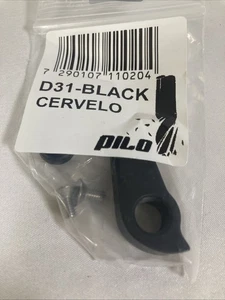 7 290107 110204
D31-BLACK
CERVELO
PILO